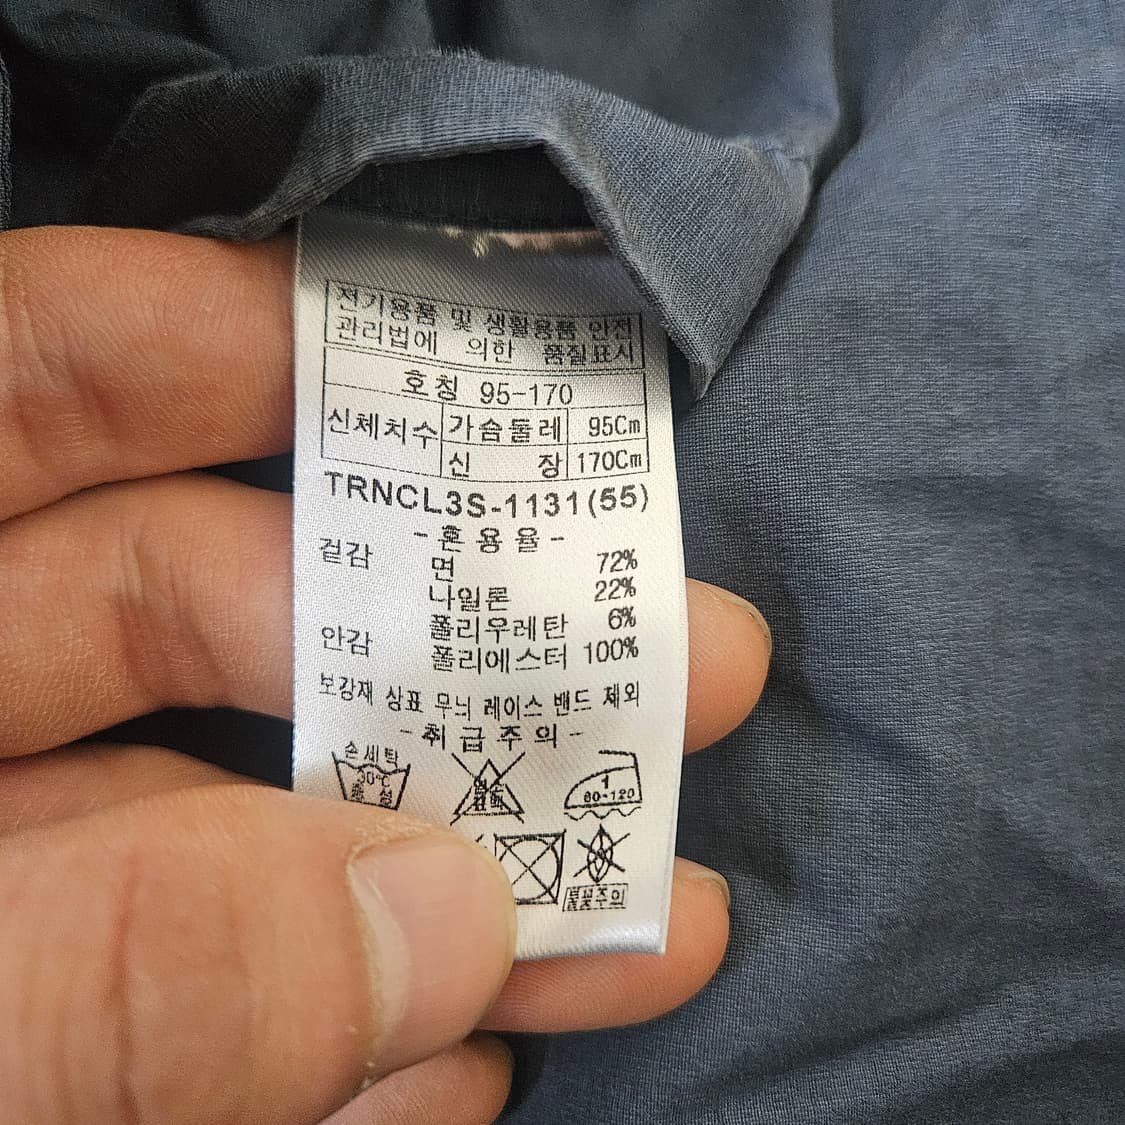 전기용품 및 생활용품 안전
관리법에 의한 품질표시
호칭 95-170
신체치수 가슴둘레 95Cm
신 장 170Cm
TRNCL3S-1131(55)
-혼용율-
겉감 면 72%
나일론 22%
폴리우레탄 6%
안감 폴리에스터 100%
보강재 상표 무늬 레이스 밴드 제외
-취급주의-
손세탁
30℃
중성
1
80-120
불꽃주의